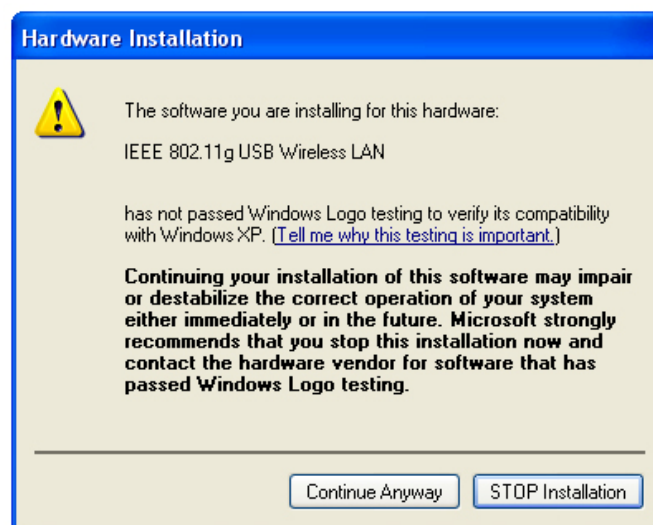 Hardware Installation
The software you are installing for this hardware:
IEEE 802.11g USB Wireless LAN
has not passed Windows Logo testing to verify its compatibility
with Windows XP. (Tell me why this testing is important.)
Continuing your installation of this software may impair
or destabilize the correct operation of your system
either immediately or in the future. Microsoft strongly
recommends that you stop this installation now and
contact the hardware vendor for software that has
passed Windows Logo testing.
Continue Anyway
STOP Installation